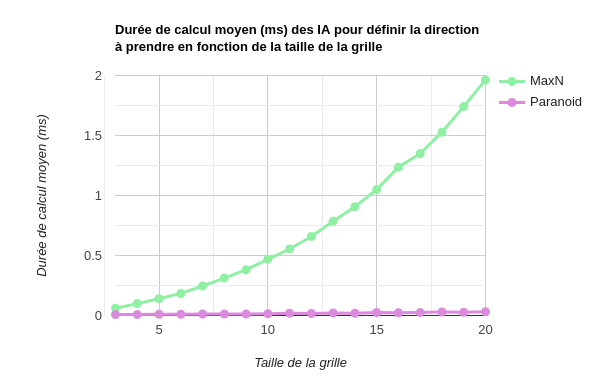 Durée de calcul moyen (ms) des IA pour définir la direction
à prendre en fonction de la taille de la grille
MaxN
Paranoid
Durée de calcul moyen (ms)
2
1.5
1
0.5
0
5
10
15
20
Taille de la grille